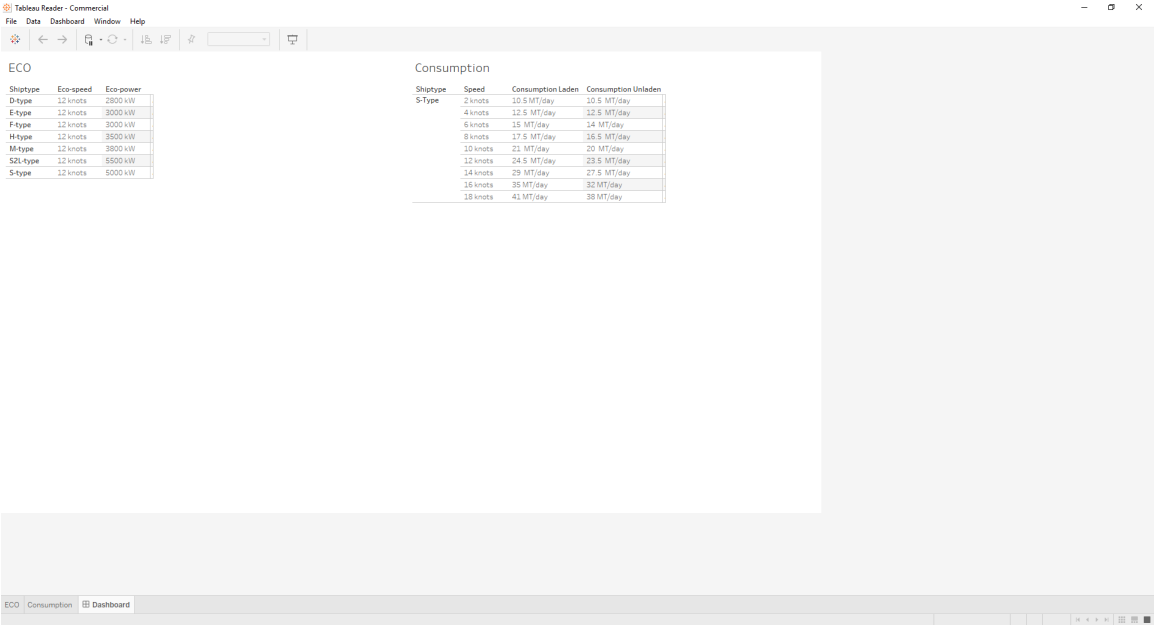 Tableau Reader - Commercial
File Data Dashboard Window Help
ECO
Shiptype Eco-speed Eco-power
D-type 12 knots 2800 kW
E-type 12 knots 3000 kW
F-type 12 knots 3000 kW
H-type 12 knots 3500 kW
M-type 12 knots 3800 kW
S2L-type 12 knots 5500 kW
S-type 12 knots 5000 kW
Consumption
Shiptype Speed Consumption Laden Consumption Unladen
S-Type 2 knots 10.5 MT/day 10.5 MT/day
4 knots 12.5 MT/day 12.5 MT/day
6 knots 15 MT/day 14 MT/day
8 knots 17.5 MT/day 16.5 MT/day
10 knots 21 MT/day 20 MT/day
12 knots 24.5 MT/day 23.5 MT/day
14 knots 29 MT/day 27.5 MT/day
16 knots 35 MT/day 32 MT/day
18 knots 41 MT/day 38 MT/day
ECO Consumption Dashboard